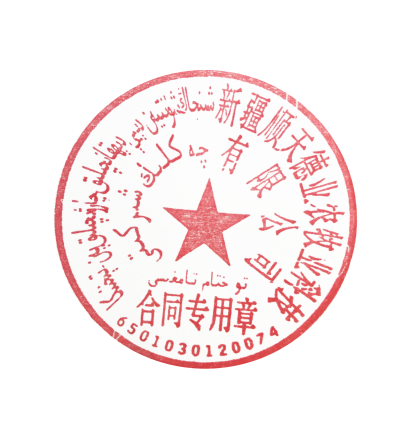 新疆顺天德业农牧业科技
有限公司
چەكلىك شىركىتى
توختام تامغىسى
合同专用章
6501030120074